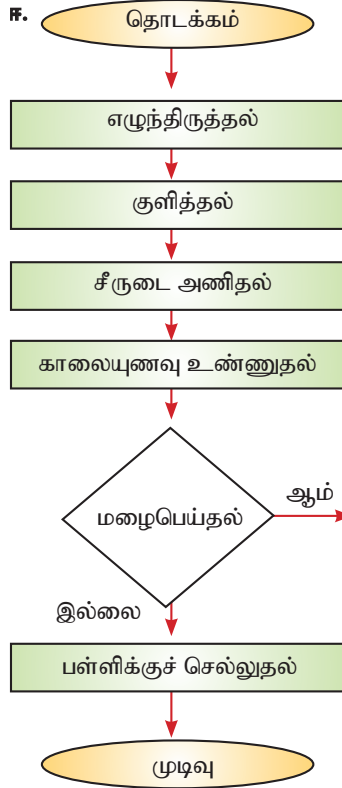 ஈ.
தொடக்கம்
எழுந்திருத்தல்
குளித்தல்
சீருடை அணிதல்
காலையுணவு உண்ணுதல்
மழைபெய்தல்
ஆம்
இல்லை
பள்ளிக்குச் செல்லுதல்
முடிவு